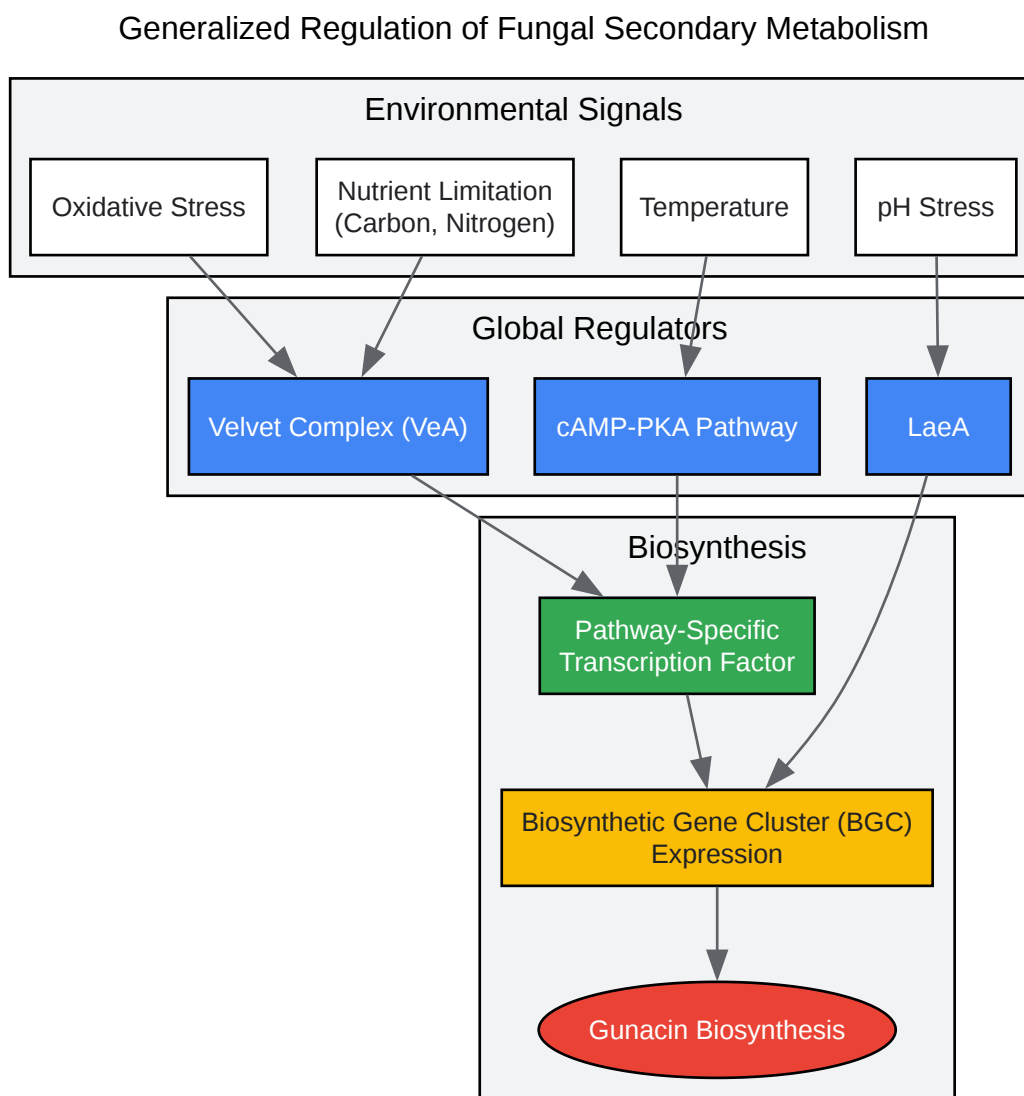 Generalized Regulation of Fungal Secondary Metabolism
Environmental Signals
Oxidative Stress
Nutrient Limitation
(Carbon, Nitrogen)
Temperature
pH Stress
Global Regulators
Velvet Complex (VeA)
cAMP-PKA Pathway
LaeA
Biosynthesis
Pathway-Specific
Transcription Factor
Biosynthetic Gene Cluster (BGC)
Expression
Gunacin Biosynthesis